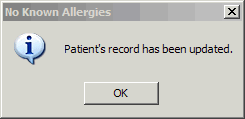 No Known Allergies
Patient's record has been updated.
OK